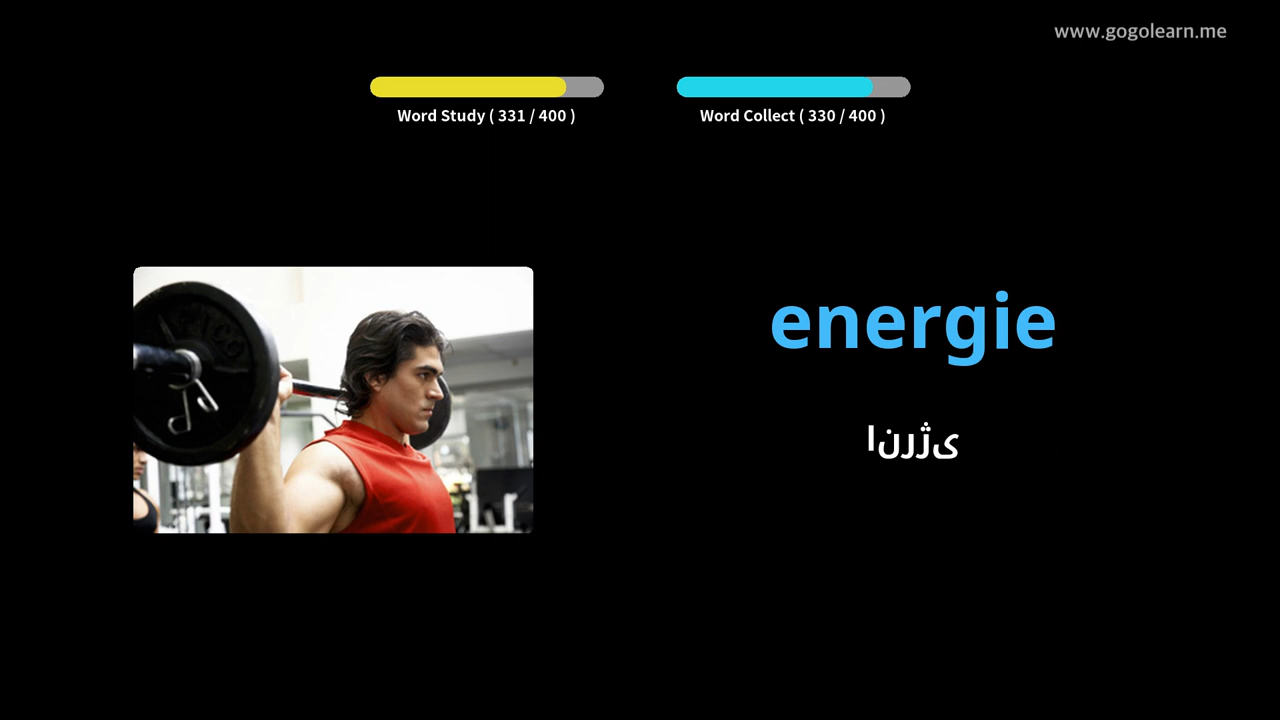 www.gogolearn.me
Word Study ( 331 / 400 )
Word Collect ( 330 / 400 )
energie
انرژی